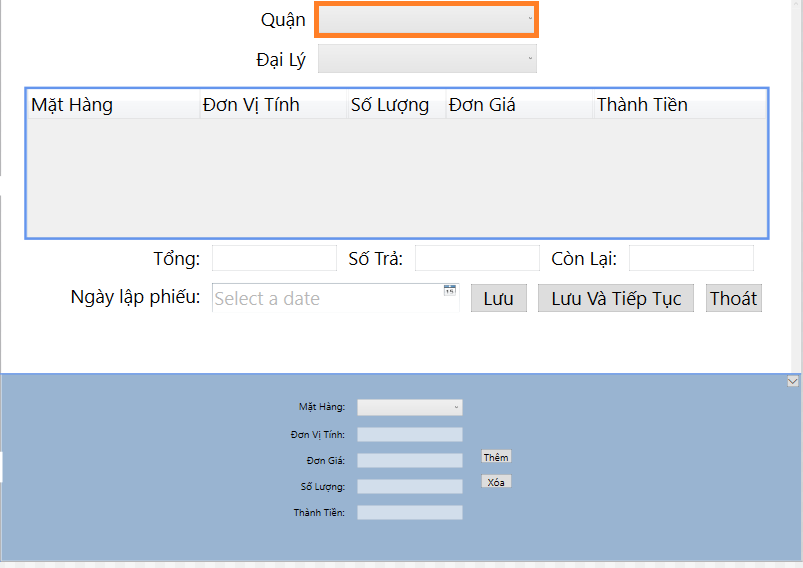 Quận
Đại Lý
Mặt Hàng Đơn Vị Tính Số Lượng Đơn Giá Thành Tiền
Tổng: Số Trả: Còn Lại:
Ngày lập phiếu: Select a date 15 Lưu Lưu Và Tiếp Tục Thoát
Mặt Hàng:
Đơn Vị Tính:
Đơn Giá: Thêm
Số Lượng: Xóa
Thành Tiền: